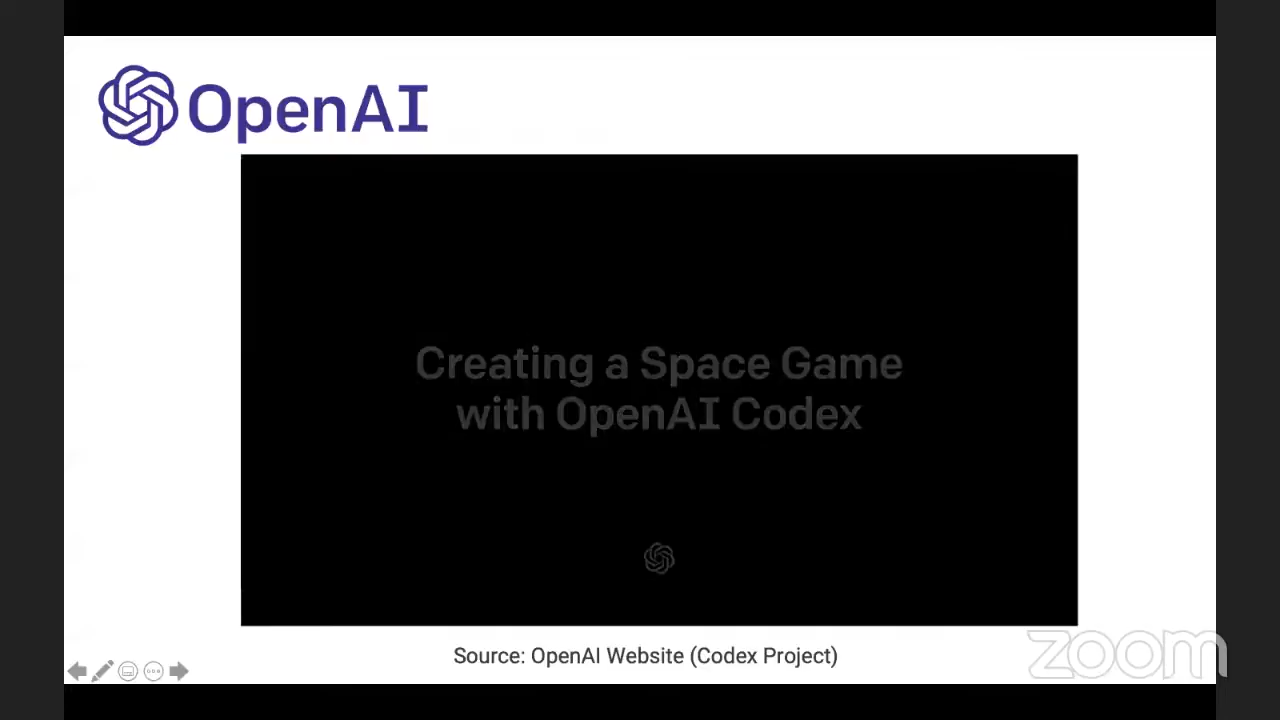 OpenAI
Creating a Space Game
with OpenAI Codex
Source: OpenAI Website (Codex Project)
zoom